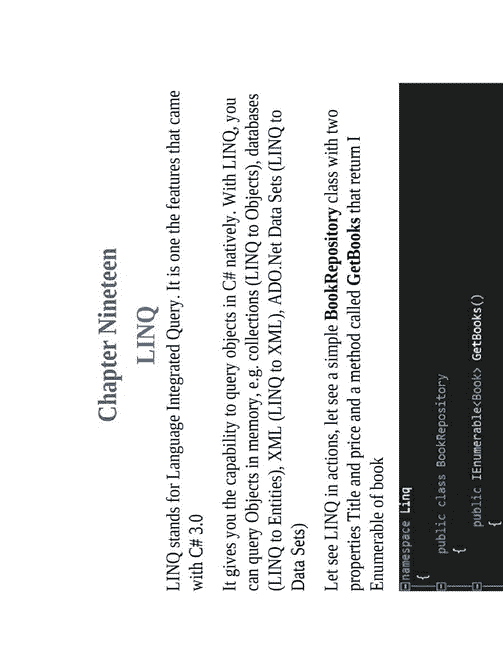 Chapter Nineteen
LINQ
LINQ stands for Language Integrated Query. It is one the features that came
with C# 3.0
It gives you the capability to query objects in C# natively. With LINQ, you
can query Objects in memory, e.g. collections (LINQ to Objects), databases
(LINQ to Entities), XML (LINQ to XML), ADO.Net Data Sets (LINQ to
Data Sets)
Let see LINQ in actions, let see a simple BookRepository class with two
properties Title and price and a method called GetBooks that return I
Enumerable of book
namespace Linq
{
public class BookRepository
{
public IEnumerable<Book> GetBooks()
{